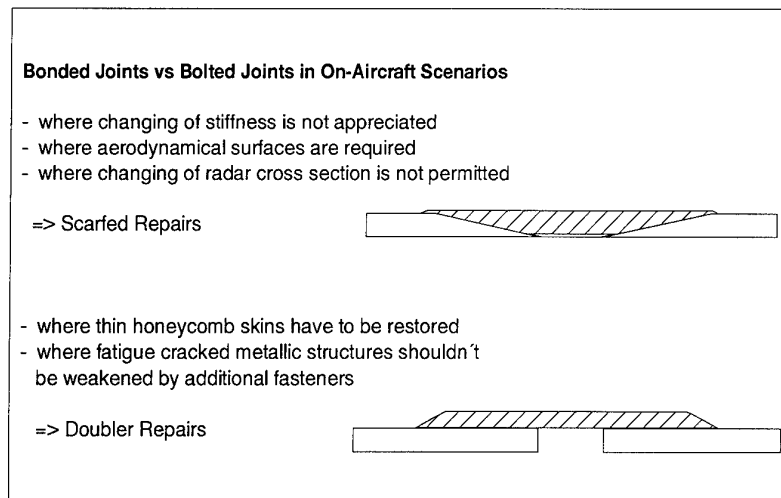 Bonded Joints vs Bolted Joints in On-Aircraft Scenarios
- where changing of stiffness is not appreciated
- where aerodynamical surfaces are required
- where changing of radar cross section is not permitted
=> Scarfed Repairs
- where thin honeycomb skins have to be restored
- where fatigue cracked metallic structures shouldn´t
be weakened by additional fasteners
=> Doubler Repairs